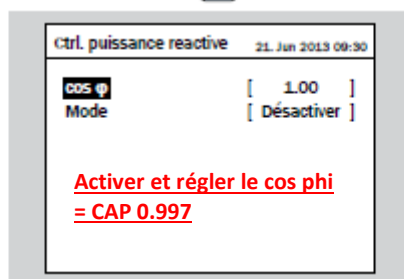 Ctrl. puissance reactive 21. Jun 2013 09:30
cos φ [ 1.00 ]
Mode [ Désactiver ]
Activer et régler le cos phi
= CAP 0.997